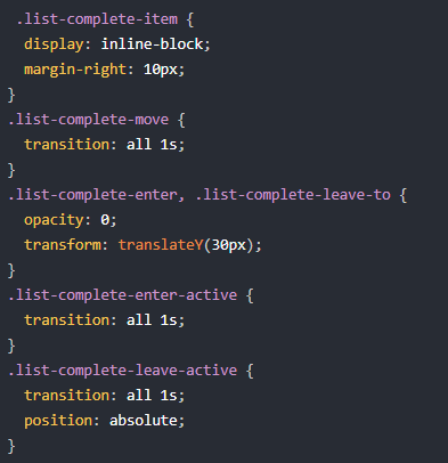 .list-complete-item {
  display: inline-block;
  margin-right: 10px;
}
.list-complete-move {
  transition: all 1s;
}
.list-complete-enter, .list-complete-leave-to {
  opacity: 0;
  transform: translateY(30px);
}
.list-complete-enter-active {
  transition: all 1s;
}
.list-complete-leave-active {
  transition: all 1s;
  position: absolute;
}